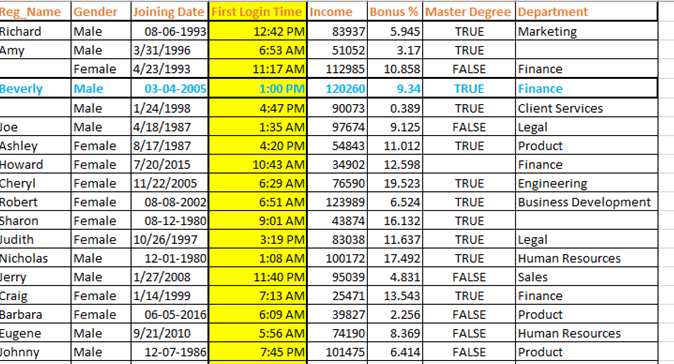 Reg_Name Gender Joining Date First Login Time Income Bonus % Master Degree Department
Richard Male 08-06-1993 12:42 PM 83937 5.945 TRUE Marketing
Amy Male 3/31/1996 6:53 AM 51052 3.17 TRUE
Female 4/23/1993 11:17 AM 112985 10.858 FALSE Finance
Beverly Male 03-04-2005 1:00 PM 120260 9.34 TRUE Finance
Male 1/24/1998 4:47 PM 90073 0.389 TRUE Client Services
Joe Male 4/18/1987 1:35 AM 97674 9.125 FALSE Legal
Ashley Female 8/17/1987 4:20 PM 54843 11.012 TRUE Product
Howard Female 7/20/2015 10:43 AM 34902 12.598 Finance
Cheryl Female 11/22/2005 6:29 AM 76590 19.523 TRUE Engineering
Robert Female 08-08-2002 6:51 AM 123989 6.524 TRUE Business Development
Sharon Female 08-12-1980 9:01 AM 43874 16.132 TRUE
Judith Female 10/26/1997 3:19 PM 83038 11.637 TRUE Legal
Nicholas Male 12-01-1980 1:08 AM 100172 17.492 TRUE Human Resources
Jerry Male 1/27/2008 11:40 PM 95039 4.831 FALSE Sales
Craig Female 1/14/1999 7:13 AM 25471 13.543 TRUE Finance
Barbara Female 06-05-2016 6:09 AM 39827 2.256 FALSE Product
Eugene Male 9/21/2010 5:56 AM 74190 8.369 FALSE Human Resources
Johnny Male 12-07-1986 7:45 PM 101475 6.414 FALSE Product